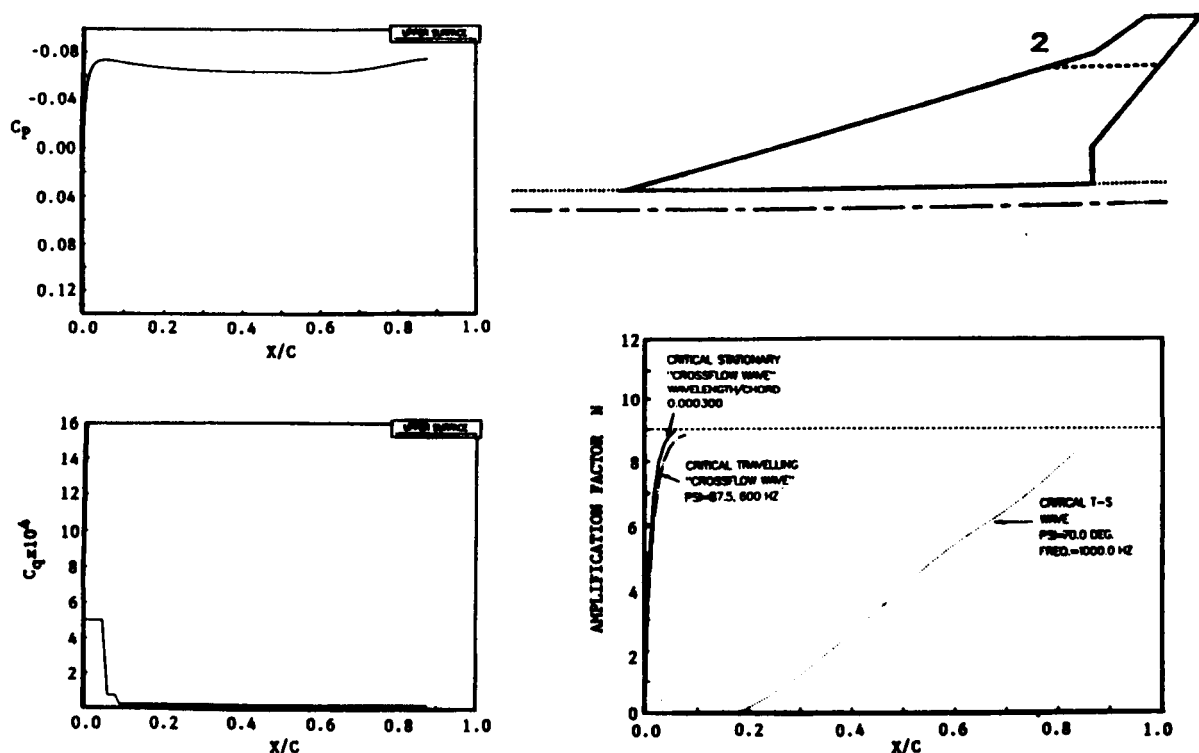 UPPER SURFACE
-0.08
-0.04
CP
0.00
0.04
0.08
0.12
0.0 0.2 0.4 0.6 0.8 1.0
X/C
2
UPPER SURFACE
16
14
12
10
8
6
4
2
Cqx10⁴
0.0 0.2 0.4 0.6 0.8 1.0
X/C
12
10
8
6
4
2
0
AMPLIFICATION FACTOR N
CRITICAL STATIONARY
"CROSSFLOW WAVE"
WAVELENGTH/CHORD
0.000300
CRITICAL TRAVELLING
"CROSSFLOW WAVE"
PSI=87.5, 600 HZ
CRITICAL T-S
WAVE
PSI=70.0 DEG.
FREQ.=1000.0 HZ
0.0 0.2 0.4 0.6 0.8 1.0
X/C